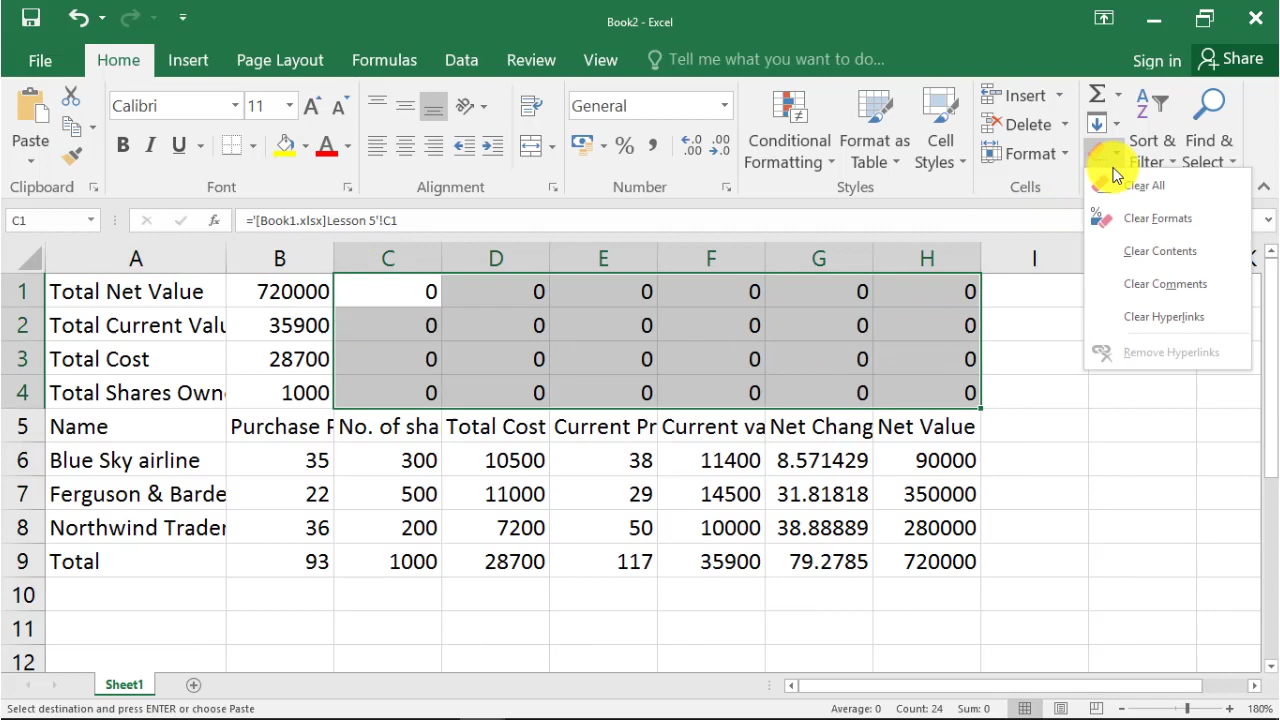 Book2 - Excel
File Home Insert Page Layout Formulas Data Review View Tell me what you want to do... Sign in Share
Paste Calibri 11 General Conditional Formatting Format as Table Cell Styles Insert Delete Format Sort & Filter Find & Select
B I U % ,
Clipboard Font Alignment Number Styles Cells
Clear All
Clear Formats
Clear Contents
Clear Comments
Clear Hyperlinks
Remove Hyperlinks
C1 fx ='[Book1.xlsx]Lesson 5'!C1
A B C D E F G H I K
1 Total Net Value 720000 0 0 0 0 0 0
2 Total Current Valu 35900 0 0 0 0 0 0
3 Total Cost 28700 0 0 0 0 0 0
4 Total Shares Owne 1000 0 0 0 0 0 0
5 Name Purchase P No. of sha Total Cost Current Pr Current va Net Chang Net Value
6 Blue Sky airline 35 300 10500 38 11400 8.571429 90000
7 Ferguson & Barde 22 500 11000 29 14500 31.81818 350000
8 Northwind Trader 36 200 7200 50 10000 38.88889 280000
9 Total 93 1000 28700 117 35900 79.2785 720000
10
11
12
Sheet1
Select destination and press ENTER or choose Paste Average: 0 Count: 24 Sum: 0 180%